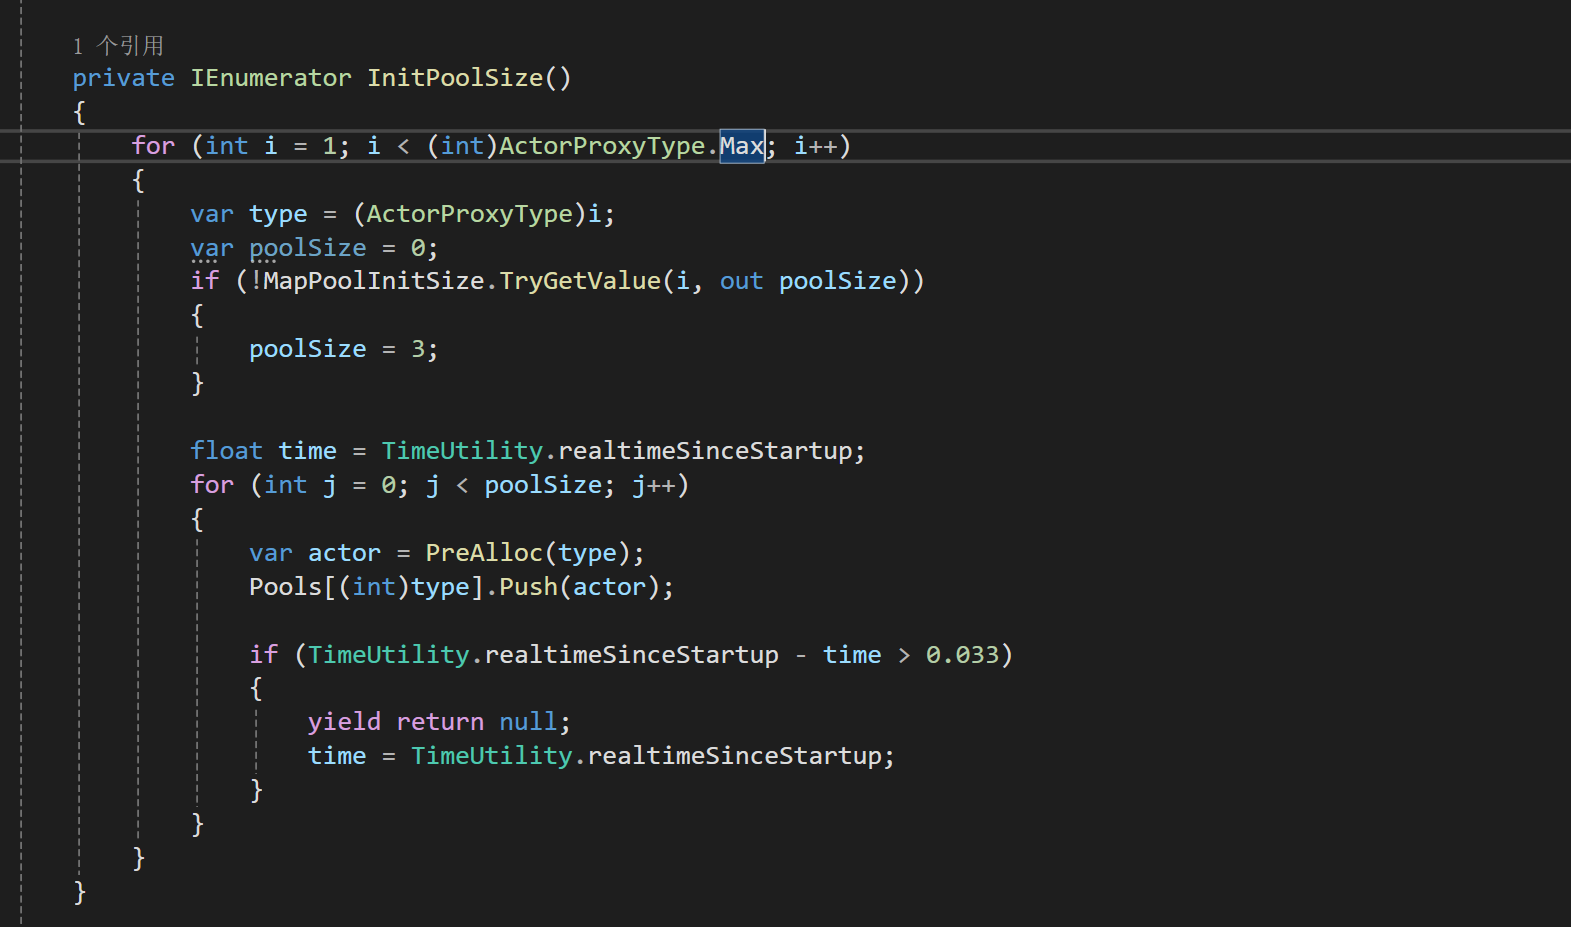 1 个引用
private IEnumerator InitPoolSize()
{
for (int i = 1; i < (int)ActorProxyType.Max; i++)
{
var type = (ActorProxyType)i;
var poolSize = 0;
if (!MapPoolInitSize.TryGetValue(i, out poolSize))
{
poolSize = 3;
}
float time = TimeUtility.realtimeSinceStartup;
for (int j = 0; j < poolSize; j++)
{
var actor = PreAlloc(type);
Pools[(int)type].Push(actor);
if (TimeUtility.realtimeSinceStartup - time > 0.033)
{
yield return null;
time = TimeUtility.realtimeSinceStartup;
}
}
}
}